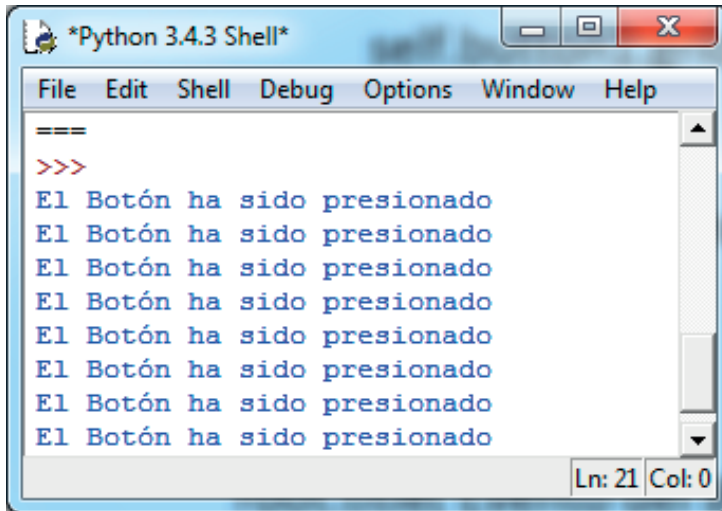 *Python 3.4.3 Shell*
File Edit Shell Debug Options Window Help
===
>>>
El Botón ha sido presionado
El Botón ha sido presionado
El Botón ha sido presionado
El Botón ha sido presionado
El Botón ha sido presionado
El Botón ha sido presionado
El Botón ha sido presionado
El Botón ha sido presionado
Ln: 21 Col: 0